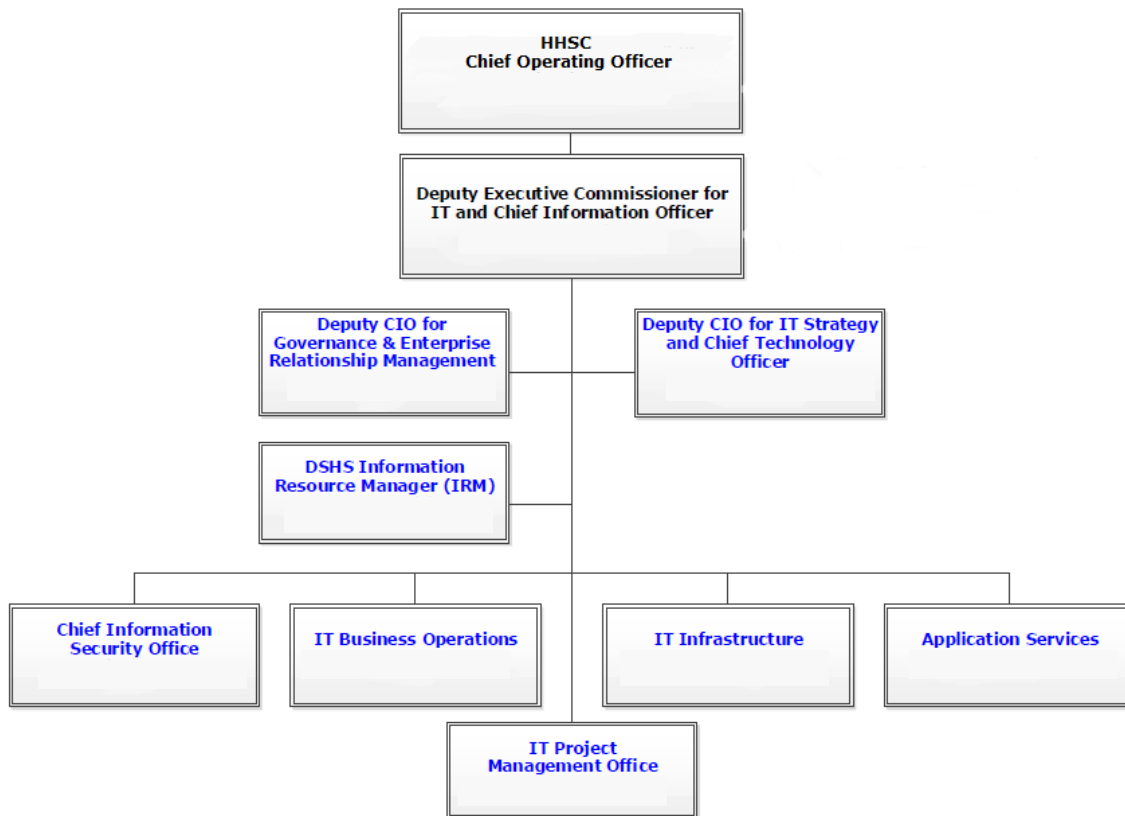 HHSC
Chief Operating Officer
Deputy Executive Commissioner for
IT and Chief Information Officer
Deputy CIO for
Governance & Enterprise
Relationship Management
Deputy CIO for IT Strategy
and Chief Technology
Officer
DSHS Information
Resource Manager (IRM)
Chief Information
Security Office
IT Business Operations
IT Infrastructure
Application Services
IT Project
Management Office